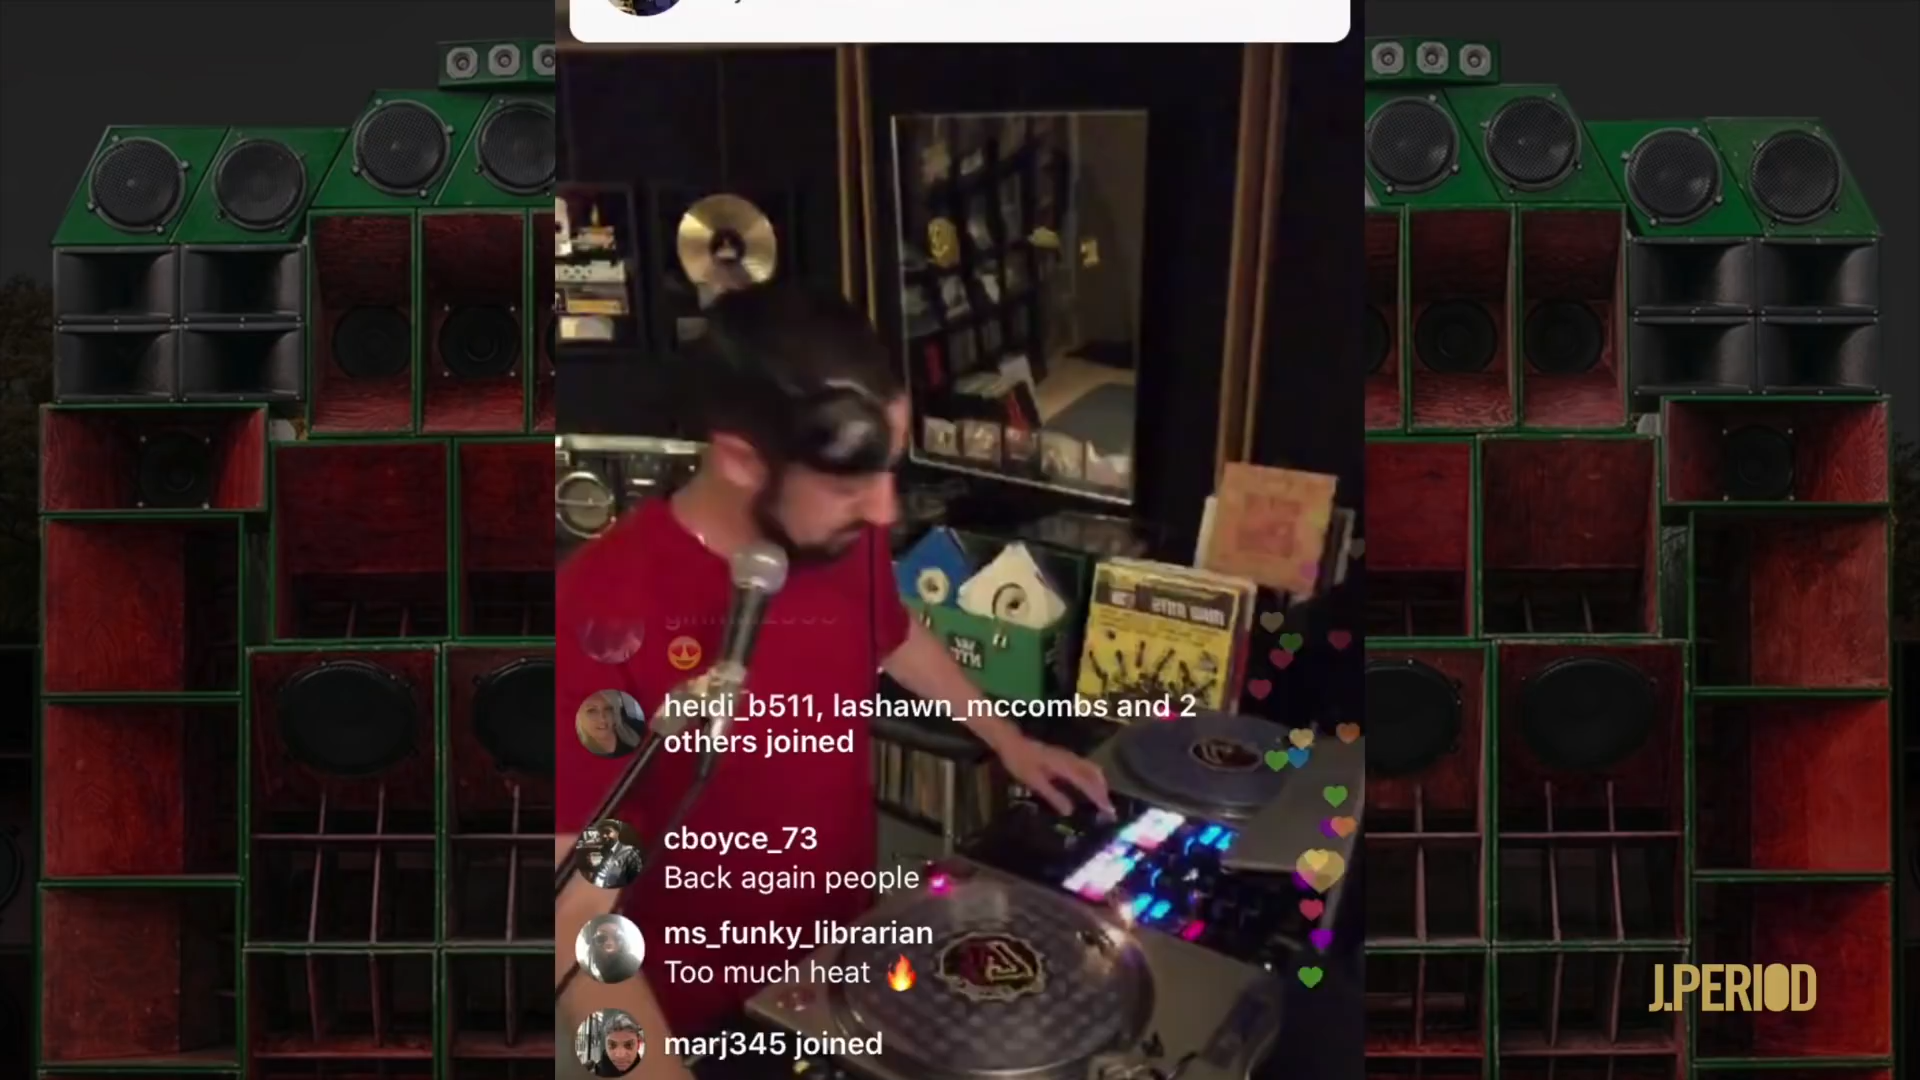 heidi_b511, lashawn_mccombs and 2
others joined
cboyce_73
Back again people
ms_funky_librarian
Too much heat 🔥
marj345 joined
J.PERIOD